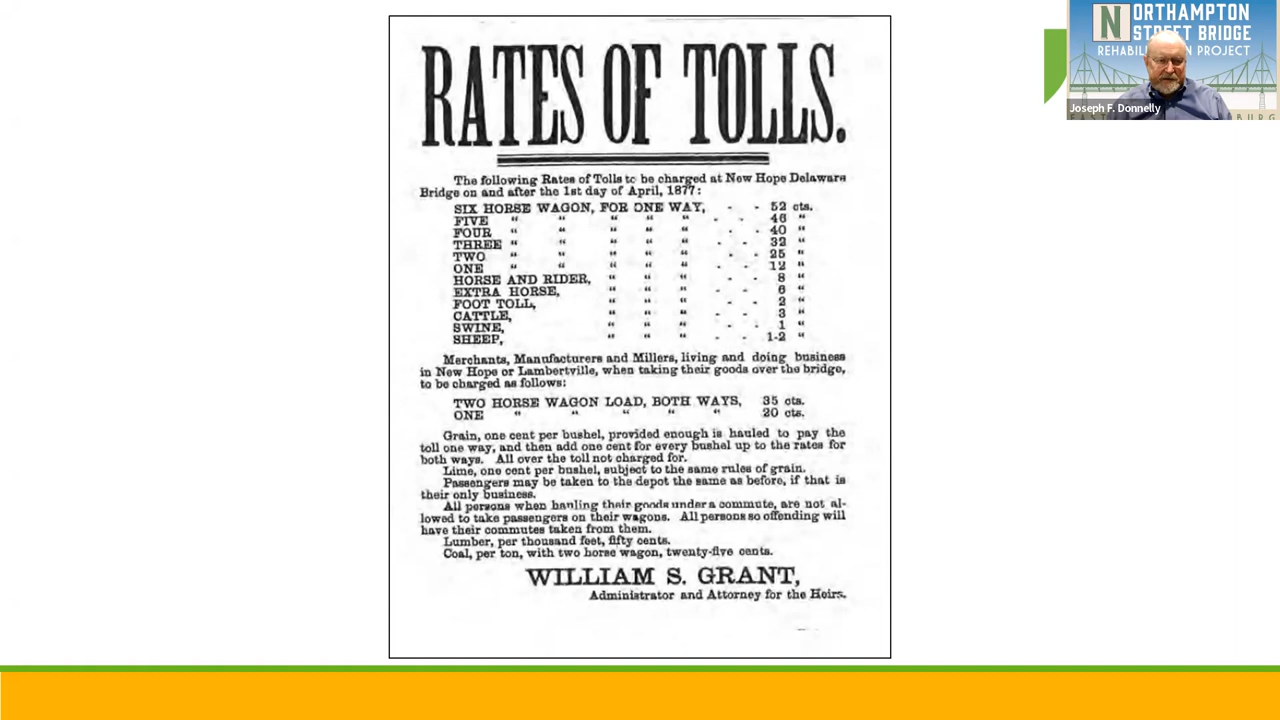 RATES OF TOLLS.
The following Rates of Tolls to be charged at New Hope Delaware
Bridge on and after the 1st day of April, 1877:
SIX HORSE WAGON, FOR ONE WAY, - - 52 cts.
FIVE " " " " " - - 46 "
FOUR " " " " " - - 40 "
THREE " " " " " - - 32 "
TWO " " " " " - - 25 "
ONE " " " " " - - 12 "
HORSE AND RIDER, " " " - - 8 "
EXTRA HORSE, " " " - - 6 "
FOOT TOLL, " " " - - 2 "
CATTLE, " " " - - 3 "
SWINE, " " " - - 1 "
SHEEP, " " " - - 1-2 "
Merchants, Manufacturers and Millers, living and doing business
in New Hope or Lambertville, when taking their goods over the bridge,
to be charged as follows:
TWO HORSE WAGON LOAD, BOTH WAYS, 35 cts.
ONE " " " " " 20 cts.
Grain, one cent per bushel, provided enough is hauled to pay the
toll one way, and then add one cent for every bushel up to the rates for
both ways. All over the toll not charged for.
Lime, one cent per bushel, subject to the same rules of grain.
Passengers may be taken to the depot the same as before, if that is
their only business.
All persons when hauling their goods under a commute, are not al-
lowed to take passengers on their wagons. All persons so offending will
have their commutes taken from them.
Lumber, per thousand feet, fifty cents.
Coal, per ton, with two horse wagon, twenty-five cents.
WILLIAM S. GRANT,
Administrator and Attorney for the Heirs.
NORTHAMPTON
STREET BRIDGE
REHABILITATION PROJECT
Joseph F. Donnelly